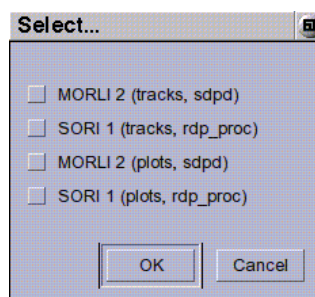 Select...
MORLI 2 (tracks, sdpd)
SORI 1 (tracks, rdp_proc)
MORLI 2 (plots, sdpd)
SORI 1 (plots, rdp_proc)
OK
Cancel